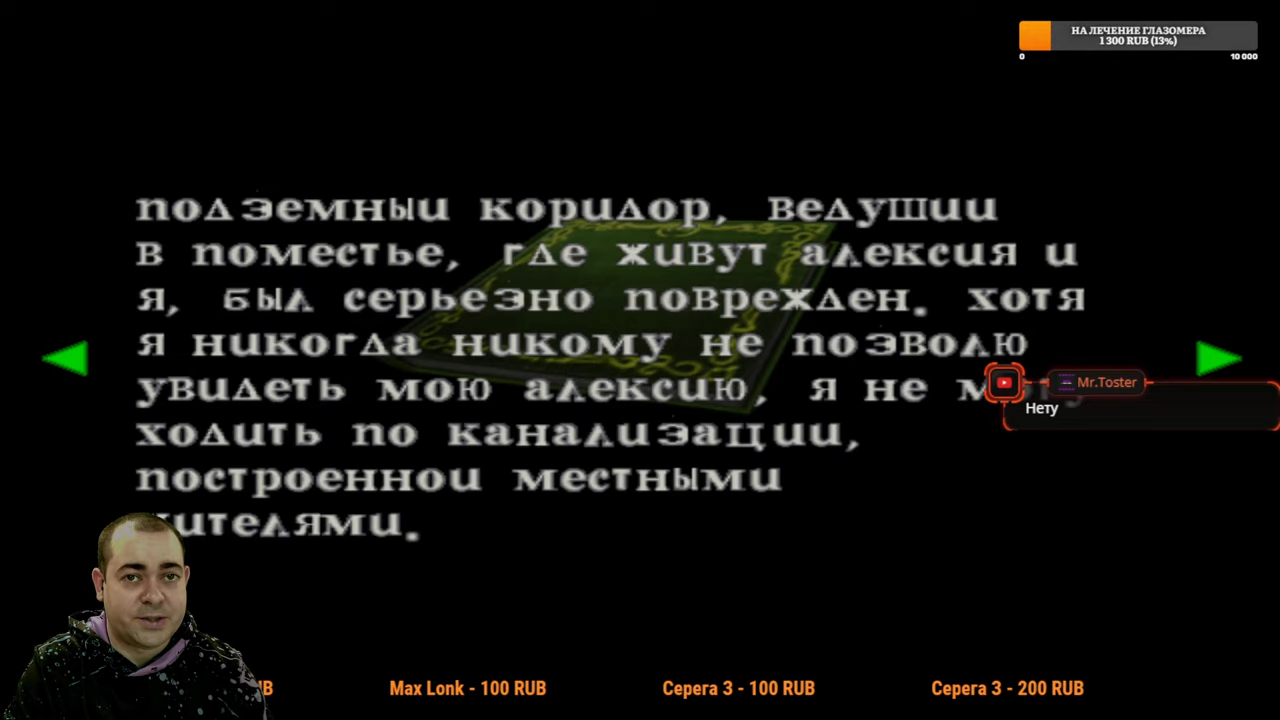 НА ЛЕЧЕНИЕ ГЛАЗОМЕРА
1 300 RUB (13%)
0
10 000
подземныи коридор, ведушии
в поместье, где живут алексия и
я, был серьезно поврежден. хотя
я никогда никому не позволю
увидеть мою алексию, я не
ходить по канализации,
построеннои местными
Mr.Toster
Нету
Max Lonk - 100 RUB
Серега 3 - 100 RUB
Серега 3 - 200 RUB